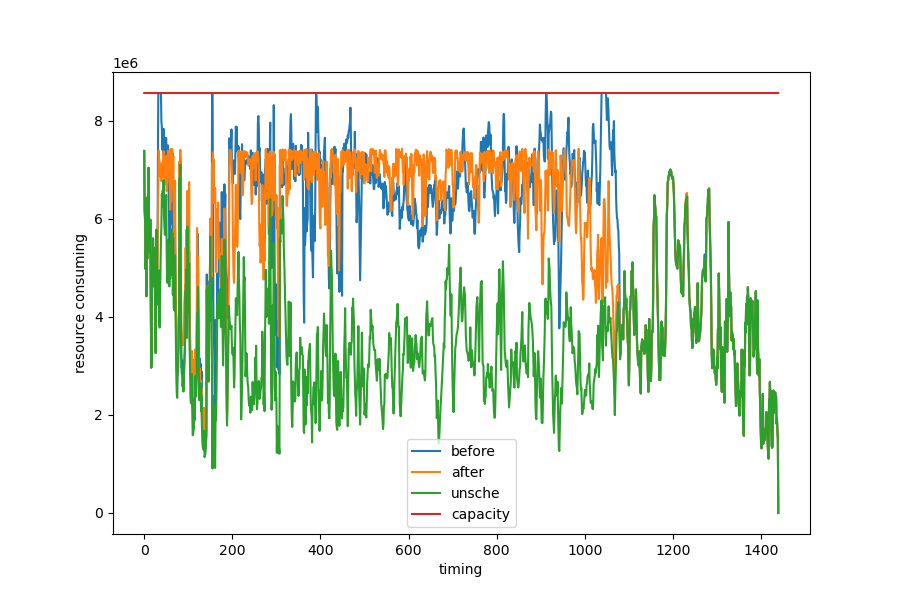 1e6
8
6
4
2
0
resource consuming
0 200 400 600 800 1000 1200 1400
timing
before
after
unsche
capacity